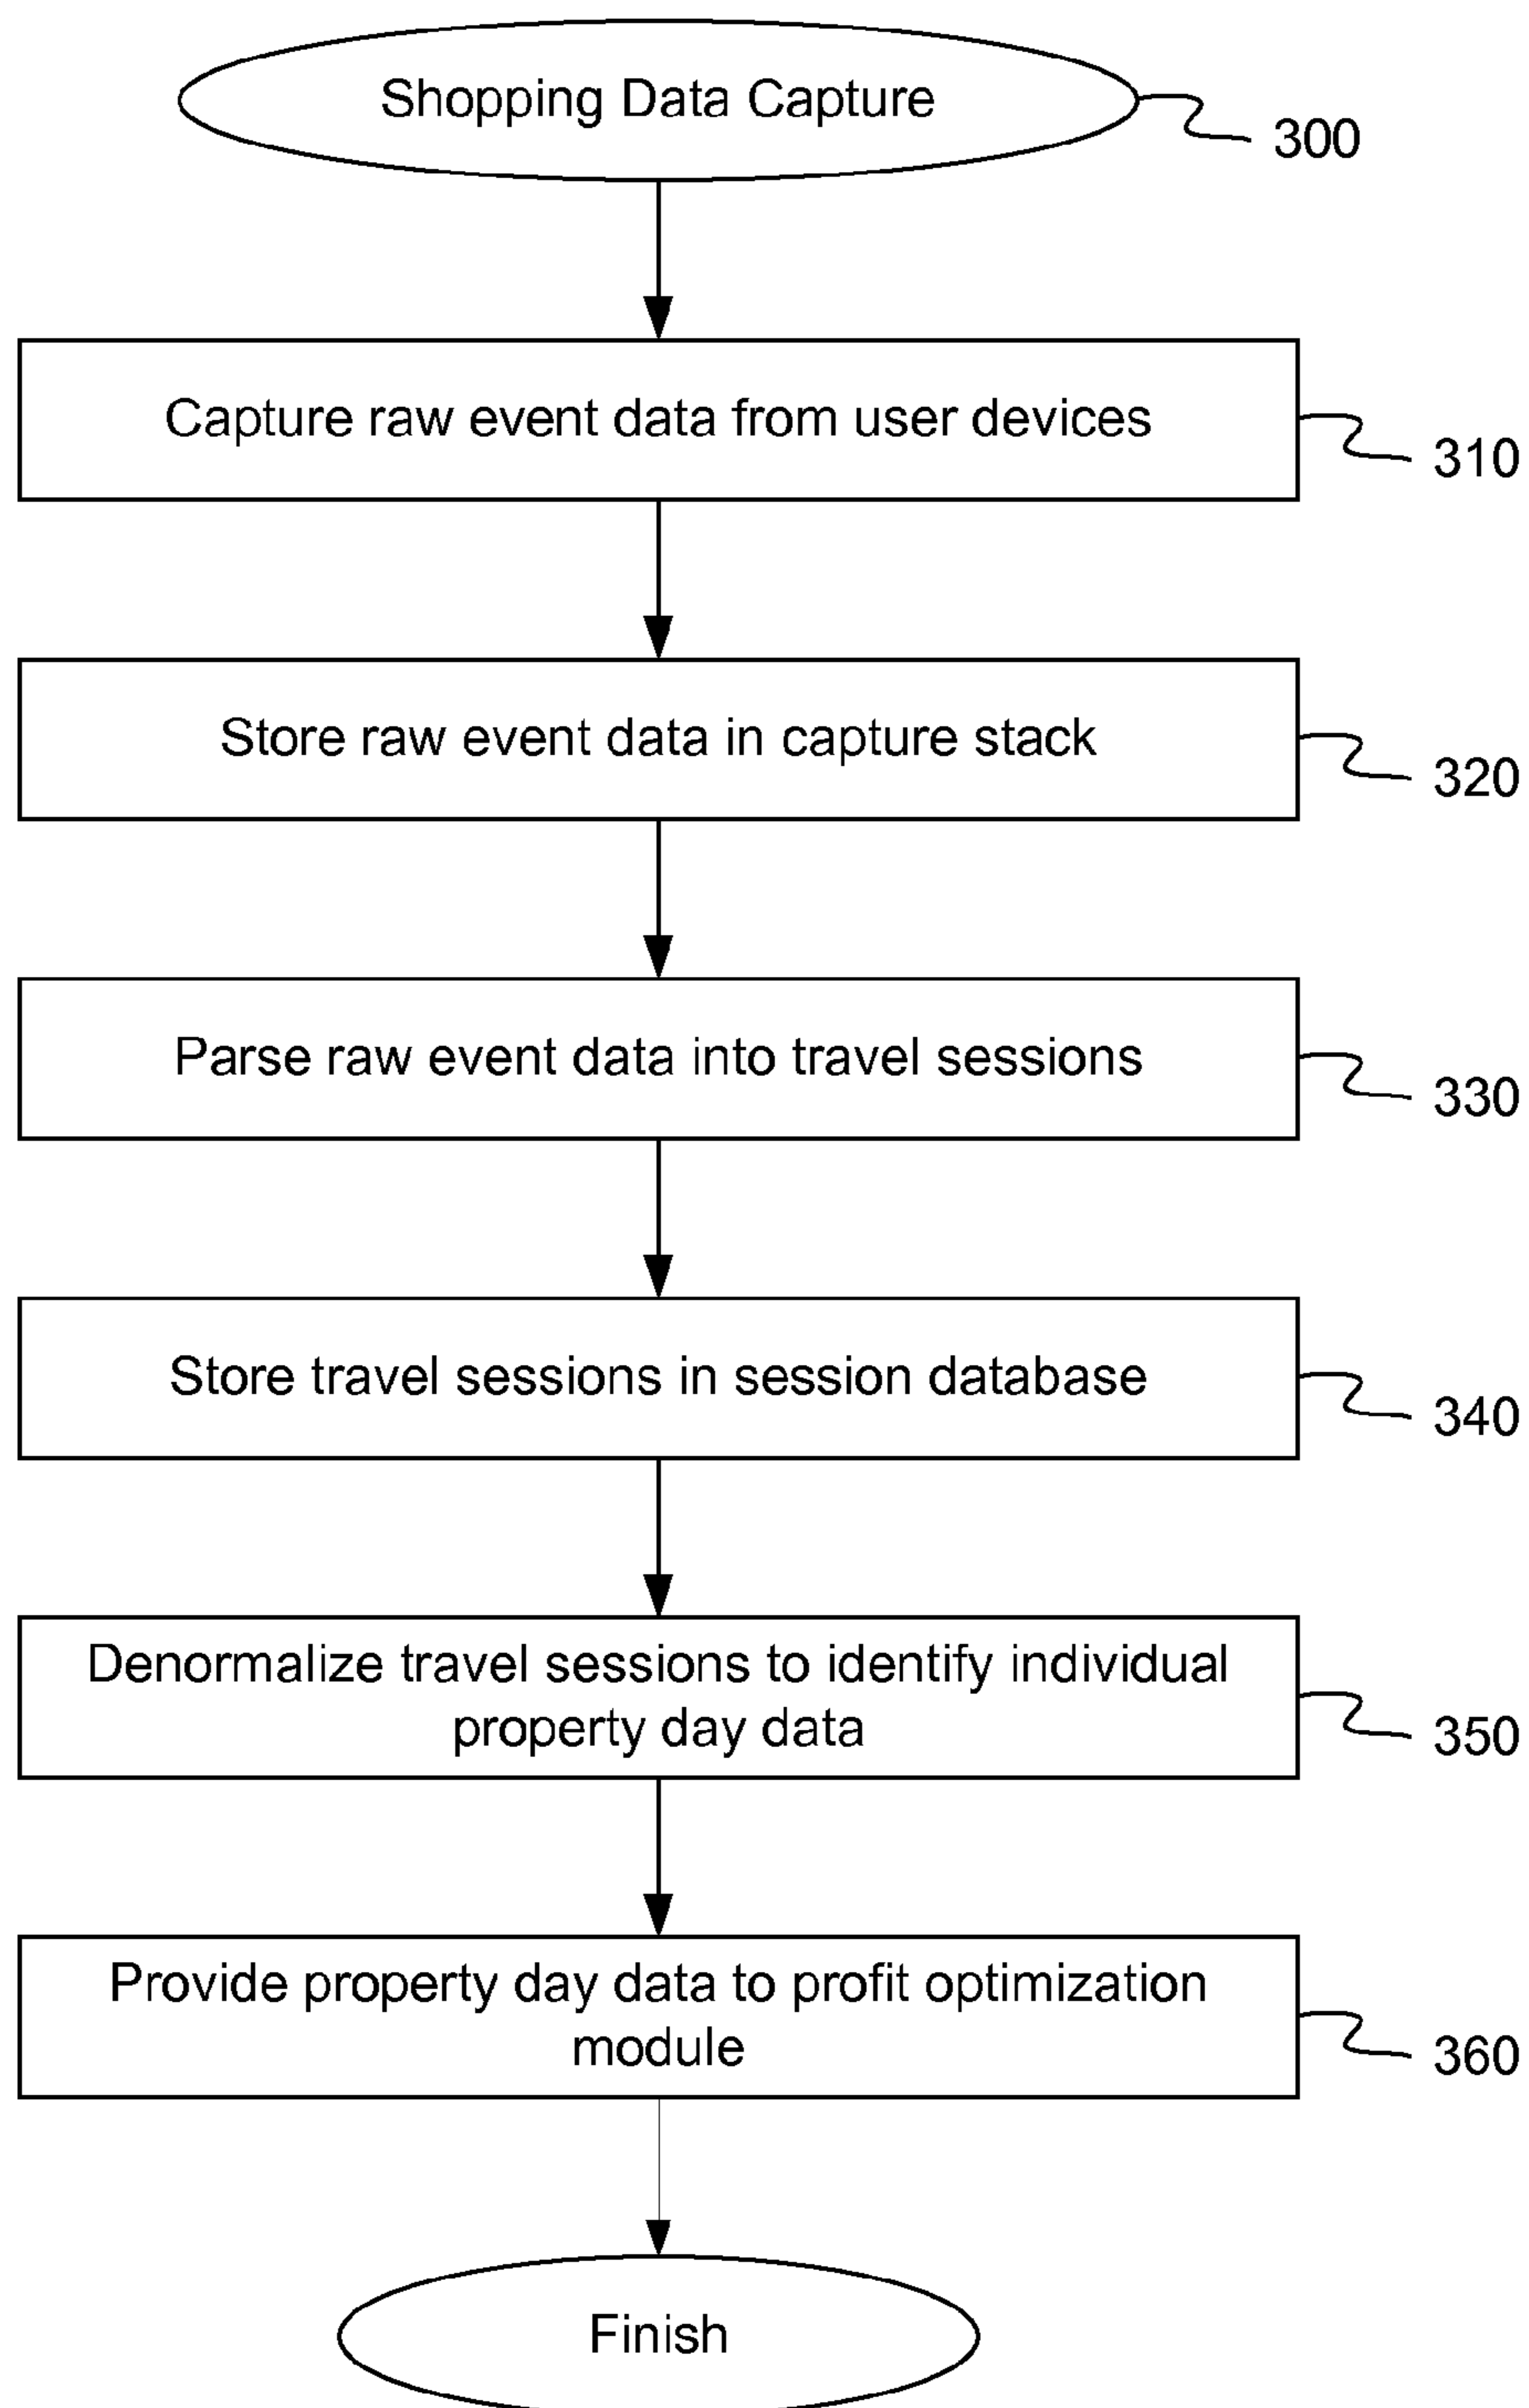 Shopping Data Capture
300
Capture raw event data from user devices
310
Store raw event data in capture stack
320
Parse raw event data into travel sessions
330
Store travel sessions in session database
340
Denormalize travel sessions to identify individual
property day data
350
Provide property day data to profit optimization
module
360
Finish